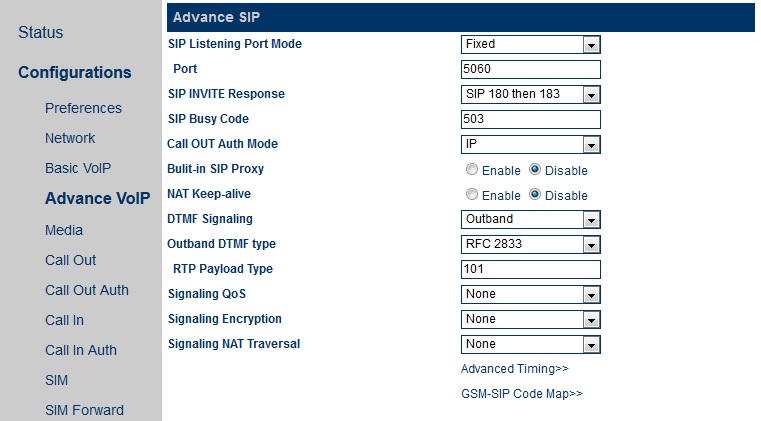 Status
Configurations
Preferences
Network
Basic VoIP
Advance VoIP
Media
Call Out
Call Out Auth
Call In
Call In Auth
SIM
SIM Forward
Advance SIP
SIP Listening Port Mode Fixed
Port 5060
SIP INVITE Response SIP 180 then 183
SIP Busy Code 503
Call OUT Auth Mode IP
Bulit-in SIP Proxy Enable Disable
NAT Keep-alive Enable Disable
DTMF Signaling Outband
Outband DTMF type RFC 2833
RTP Payload Type 101
Signaling QoS None
Signaling Encryption None
Signaling NAT Traversal None
Advanced Timing>>
GSM-SIP Code Map>>